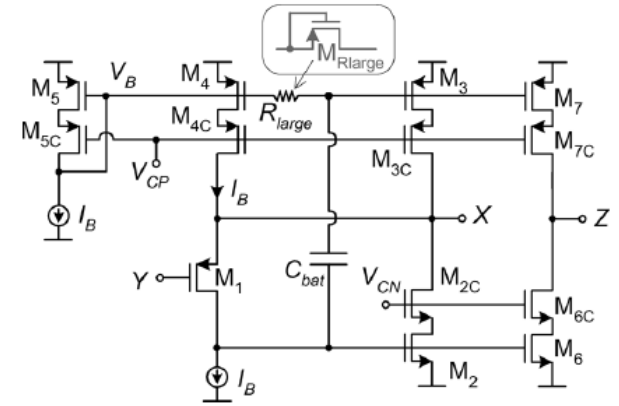 M_Rlarge
M_5
V_B
M_4
M_3
M_7
R_large
M_5C
M_4C
M_3C
M_7C
V_CP
I_B
I_B
X
Z
Y
M_1
C_bat
V_CN
M_2C
M_6C
I_B
M_2
M_6